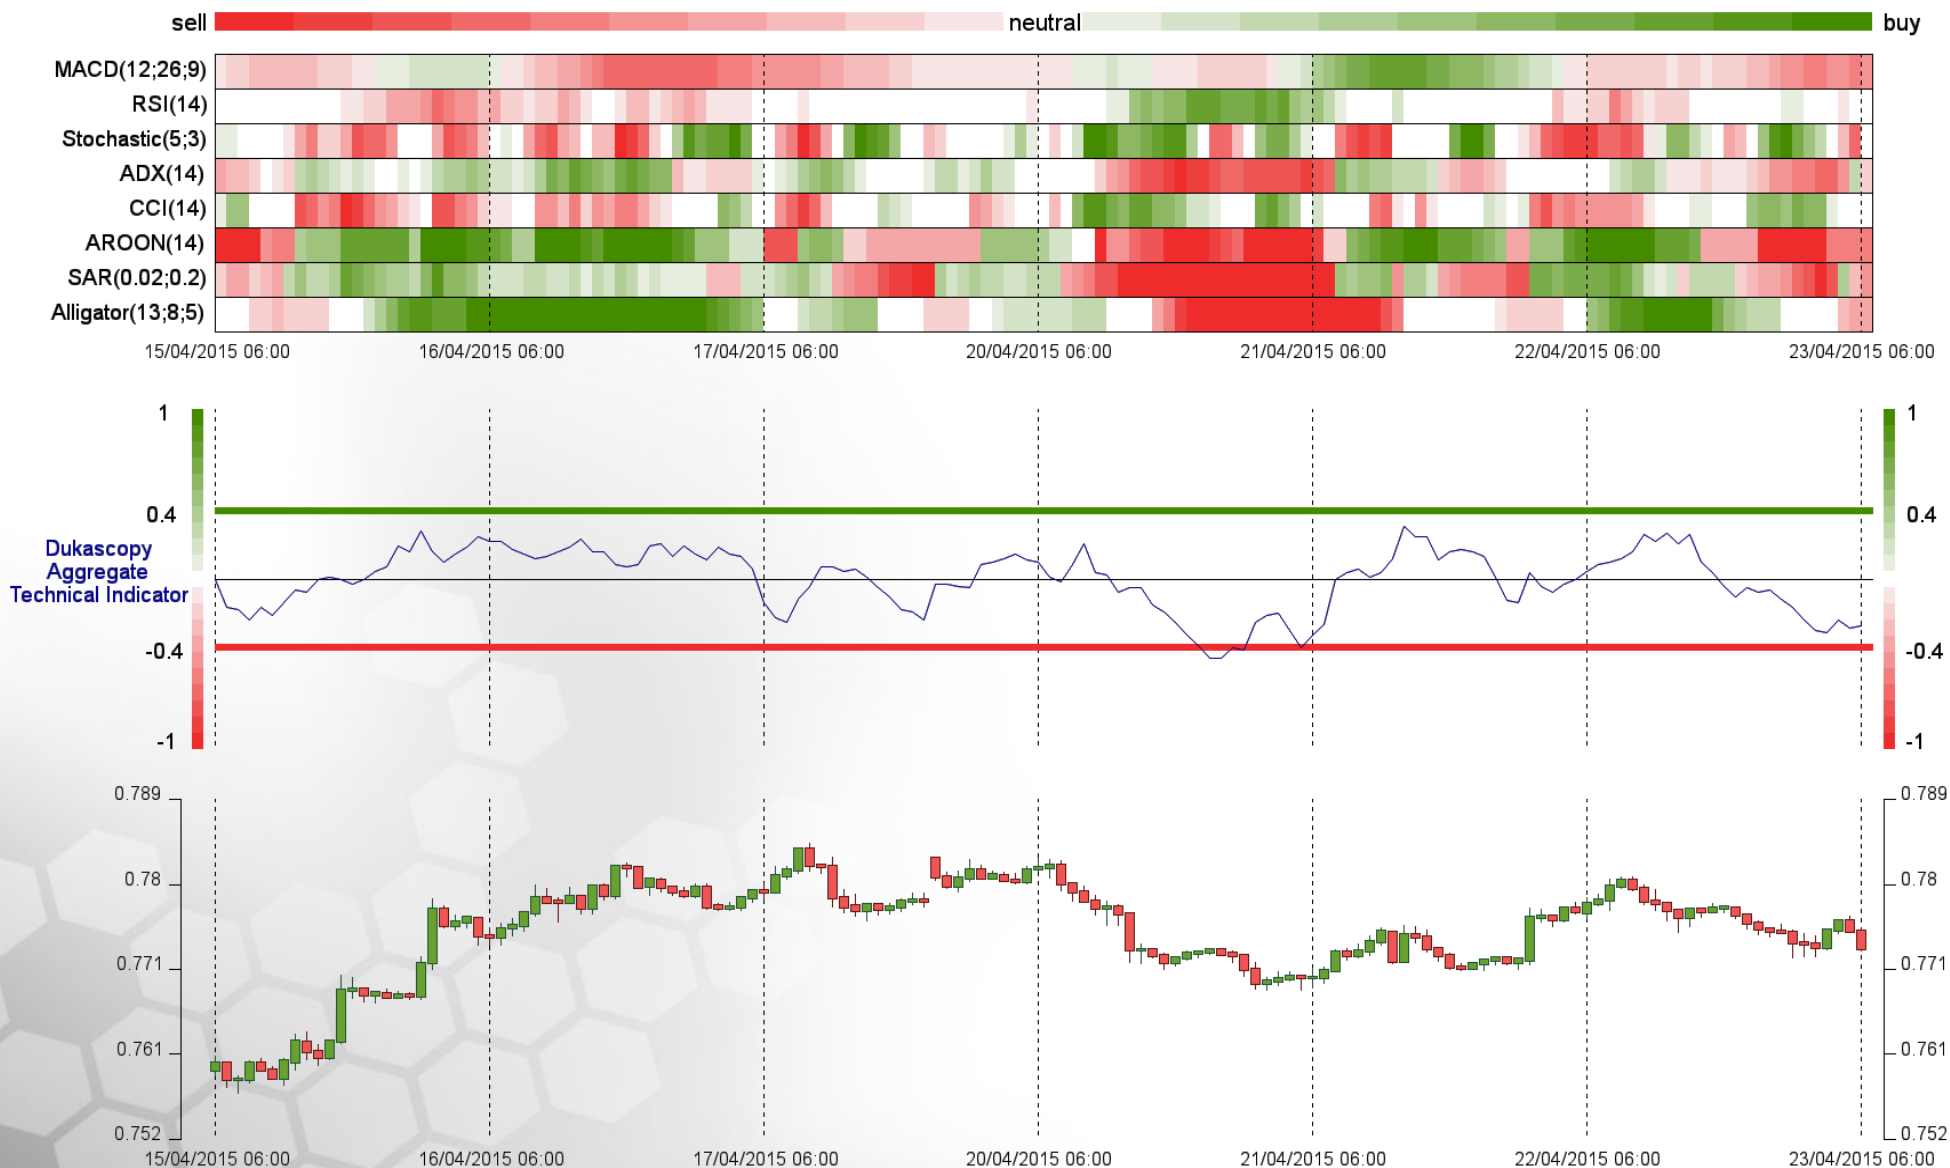 sell neutral buy
MACD(12;26;9)
RSI(14)
Stochastic(5;3)
ADX(14)
CCI(14)
AROON(14)
SAR(0.02;0.2)
Alligator(13;8;5)
15/04/2015 06:00 16/04/2015 06:00 17/04/2015 06:00 20/04/2015 06:00 21/04/2015 06:00 22/04/2015 06:00 23/04/2015 06:00
1 1
0.4 0.4
Dukascopy
Aggregate
Technical Indicator
-0.4 -0.4
-1 -1
0.789 0.789
0.78 0.78
0.771 0.771
0.761 0.761
0.752 0.752
15/04/2015 06:00 16/04/2015 06:00 17/04/2015 06:00 20/04/2015 06:00 21/04/2015 06:00 22/04/2015 06:00 23/04/2015 06:00